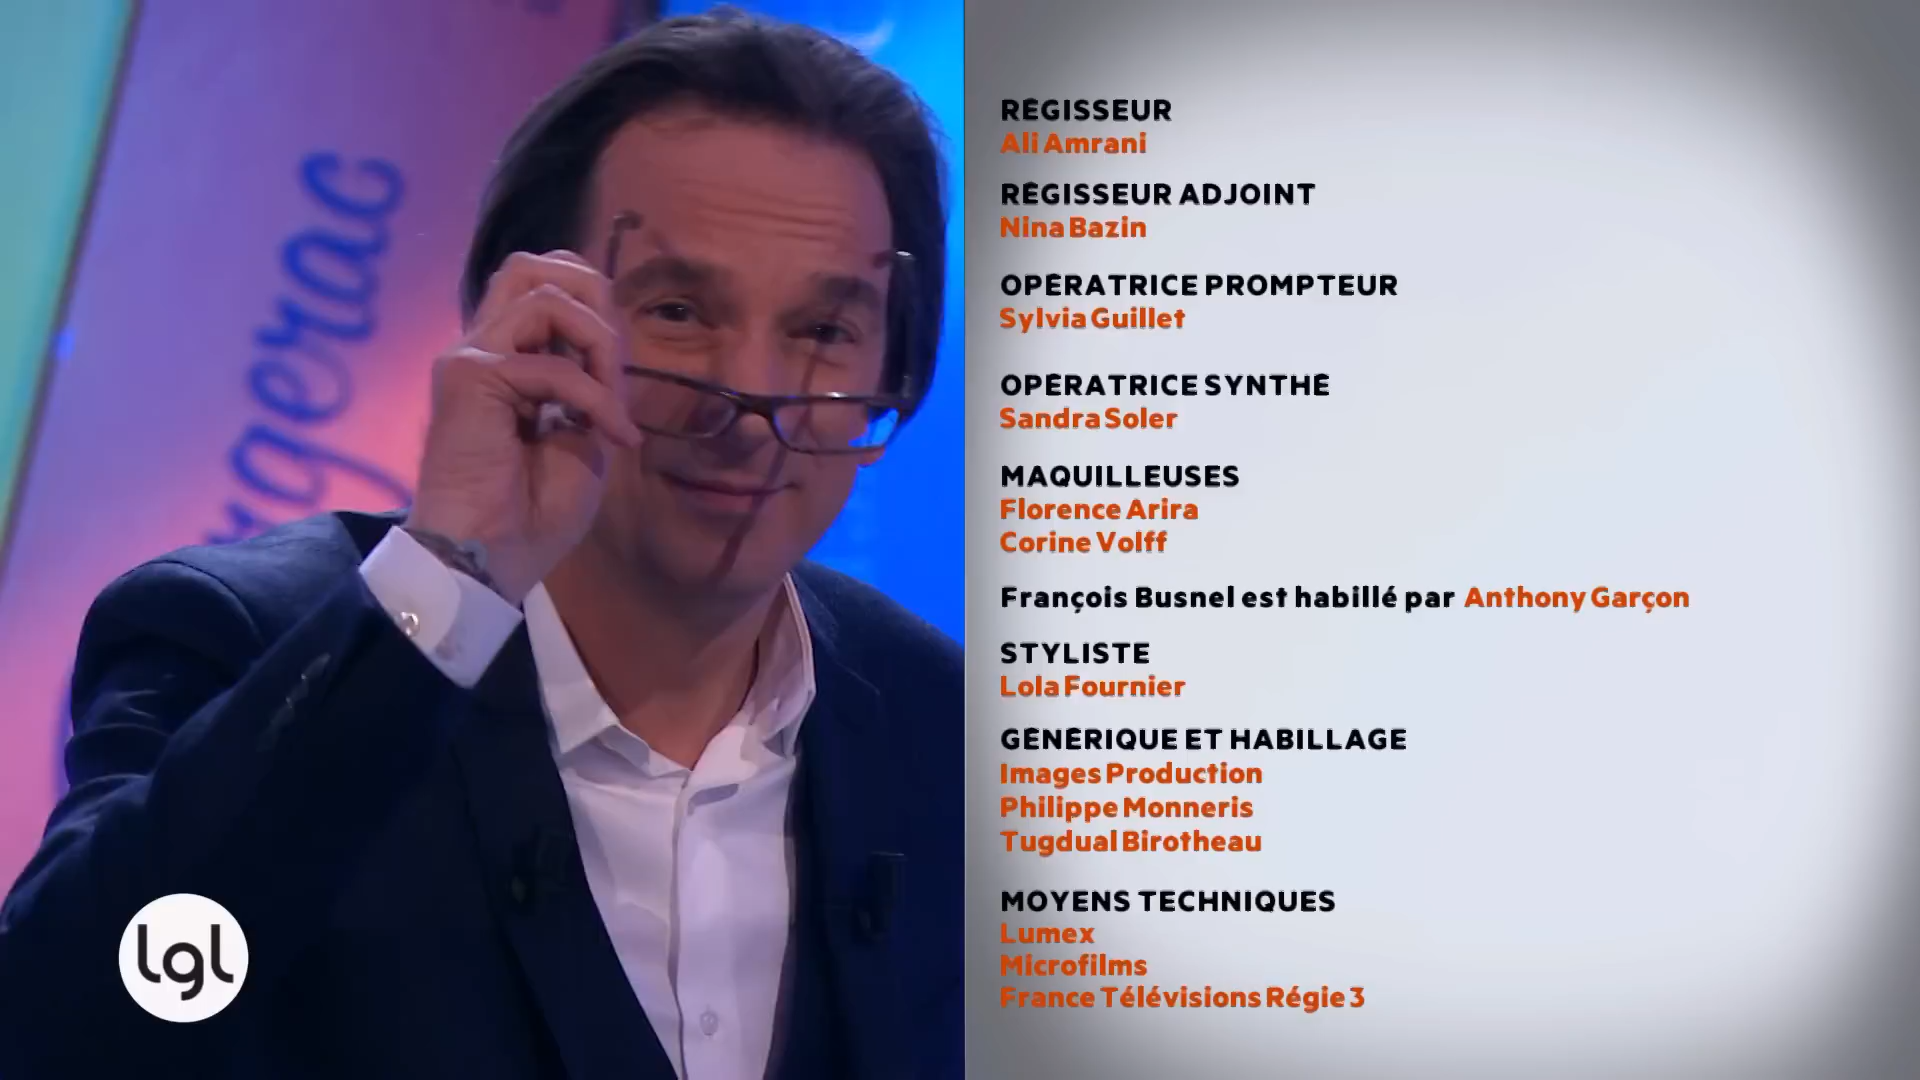 ngerac
RÉGISSEUR
Ali Amrani
RÉGISSEUR ADJOINT
Nina Bazin
OPÉRATRICE PROMPTEUR
Sylvia Guillet
OPÉRATRICE SYNTHÉ
Sandra Soler
MAQUILLEUSES
Florence Arira
Corine Volff
François Busnel est habillé par Anthony Garçon
STYLISTE
Lola Fournier
GÉNÉRIQUE ET HABILLAGE
Images Production
Philippe Monneris
Tugdual Birotheau
MOYENS TECHNIQUES
Lumex
Microfilms
France Télévisions Régie 3
lgl